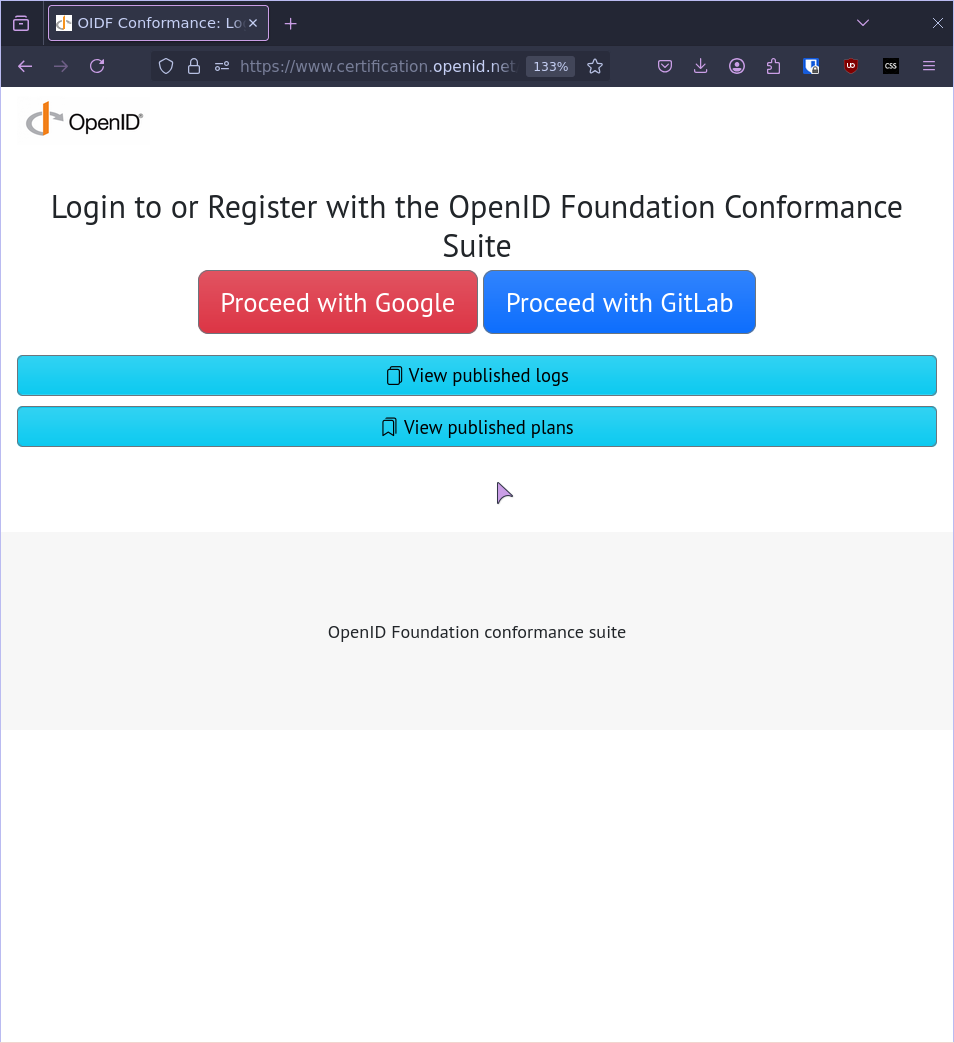 OIDF Conformance: Lo
https://www.certification.openid.net
133%
UD
CSS
OpenID®
Login to or Register with the OpenID Foundation Conformance
Suite
Proceed with Google
Proceed with GitLab
View published logs
View published plans
OpenID Foundation conformance suite